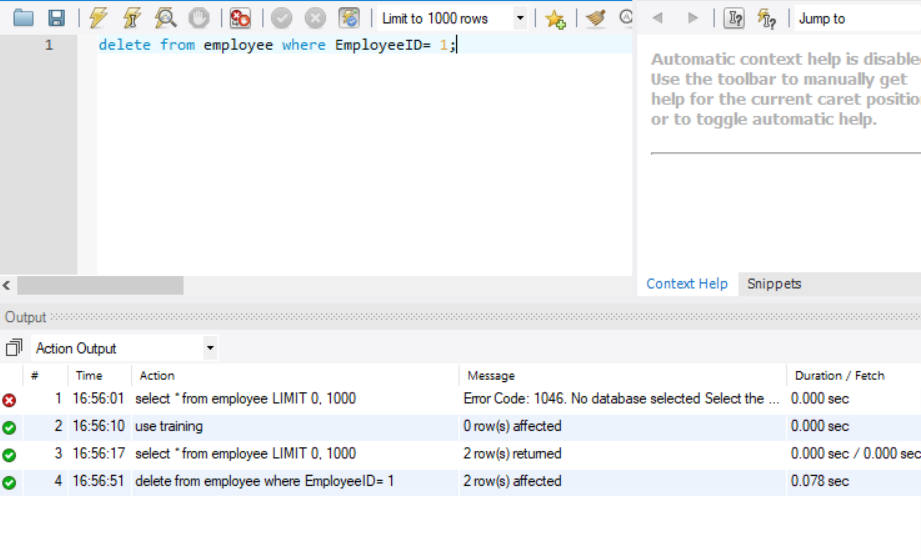 Limit to 1000 rows
Jump to
1 delete from employee where EmployeeID= 1;
Automatic context help is disable
Use the toolbar to manually get
help for the current caret positio
or to toggle automatic help.
Context Help Snippets
Output
Action Output
# Time Action Message Duration / Fetch
1 16:56:01 select * from employee LIMIT 0, 1000 Error Code: 1046. No database selected Select the ... 0.000 sec
2 16:56:10 use training 0 row(s) affected 0.000 sec
3 16:56:17 select * from employee LIMIT 0, 1000 2 row(s) returned 0.000 sec / 0.000 sec
4 16:56:51 delete from employee where EmployeeID= 1 2 row(s) affected 0.078 sec